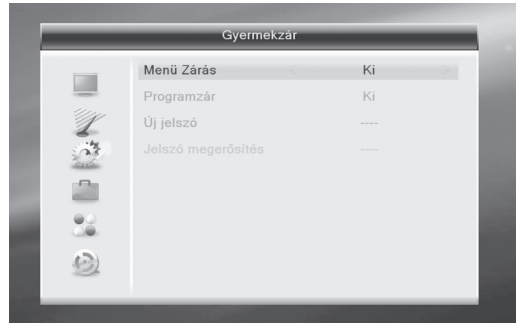 Gyermekzár
Menü Zárás < Ki >
Programzár Ki
Új jelszó ----
Jelszó megerősítés ----